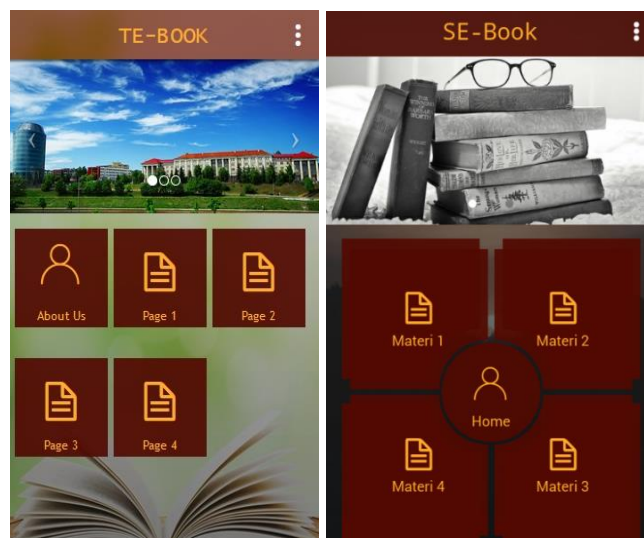 TE-BOOK
About Us
Page 1
Page 2
Page 3
Page 4
SE-Book
Materi 1
Materi 2
Home
Materi 4
Materi 3